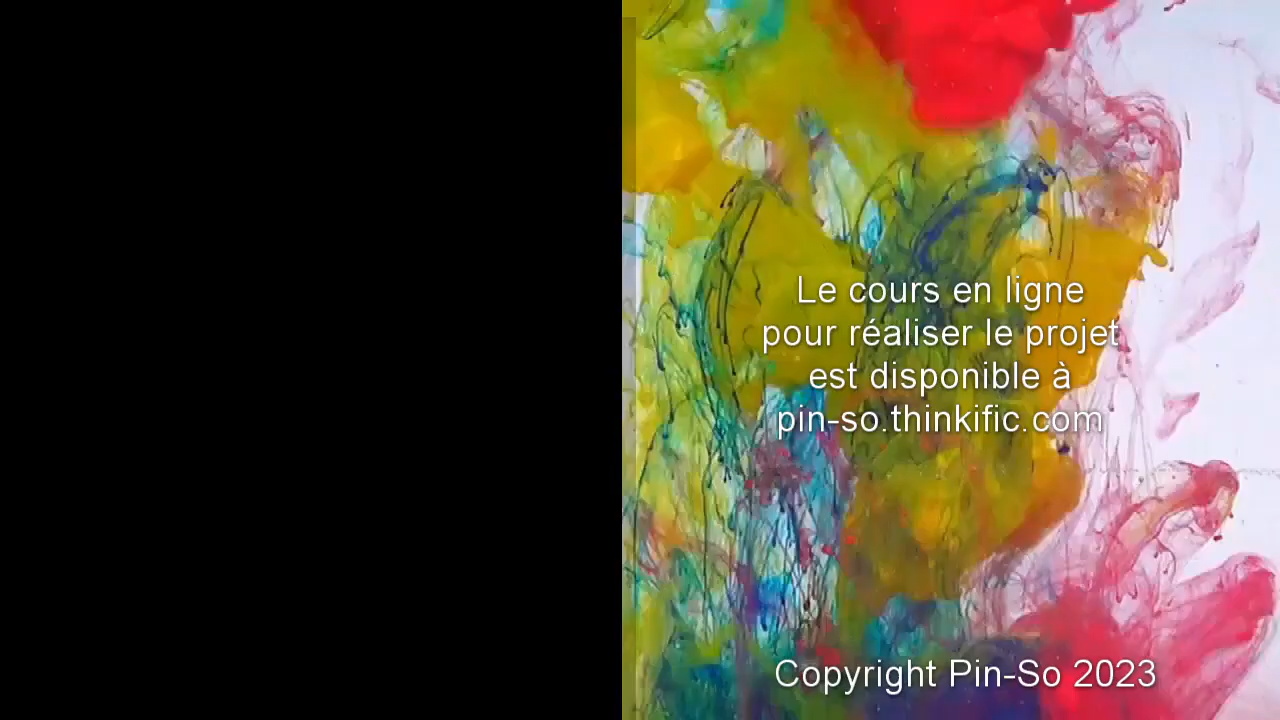 Le cours en ligne
pour réaliser le projet
est disponible à
pin-so.thinkific.com
Copyright Pin-So 2023